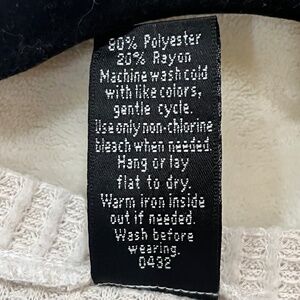 80% Polyester
20% Rayon
Machine wash cold
with like colors,
gentle cycle.
Use only non-chlorine
bleach when needed.
Hang or lay
flat to dry.
Warm iron inside
out if needed.
Wash before
wearing.
0432